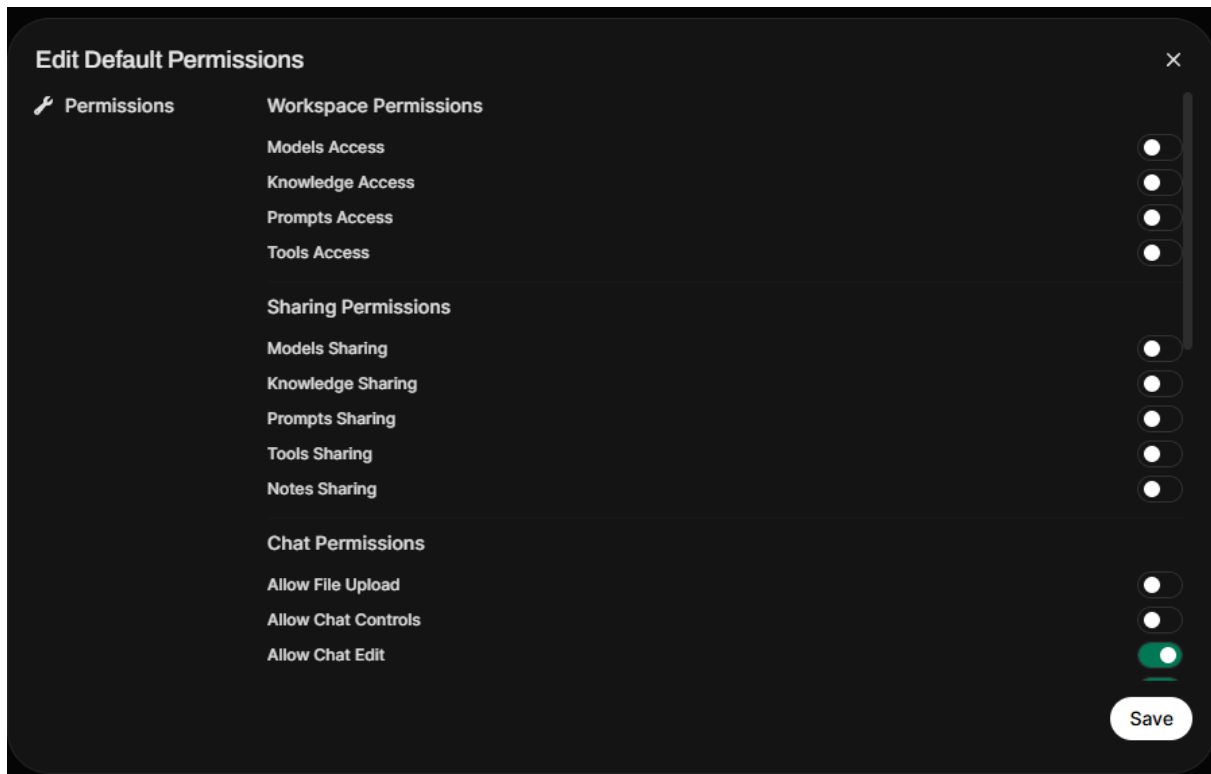 Edit Default Permissions
Permissions
Workspace Permissions
Models Access
Knowledge Access
Prompts Access
Tools Access
Sharing Permissions
Models Sharing
Knowledge Sharing
Prompts Sharing
Tools Sharing
Notes Sharing
Chat Permissions
Allow File Upload
Allow Chat Controls
Allow Chat Edit
Save